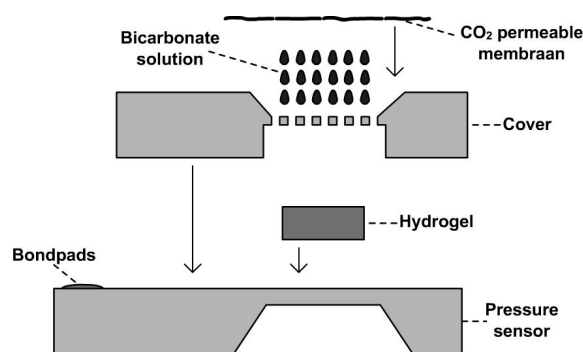 CO₂ permeable
membraan
Bicarbonate
solution
Cover
Hydrogel
Bondpads
Pressure
sensor